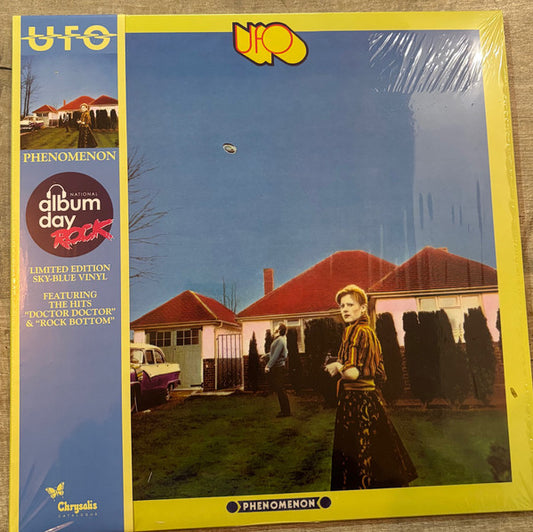 UFO
PHENOMENON
NATIONAL
album
day
ROCK
LIMITED EDITION
SKY-BLUE VINYL
FEATURING
THE HITS
"DOCTOR DOCTOR"
& "ROCK BOTTOM"
Chrysalis
CATALOGUE
UFO
PHENOMENON